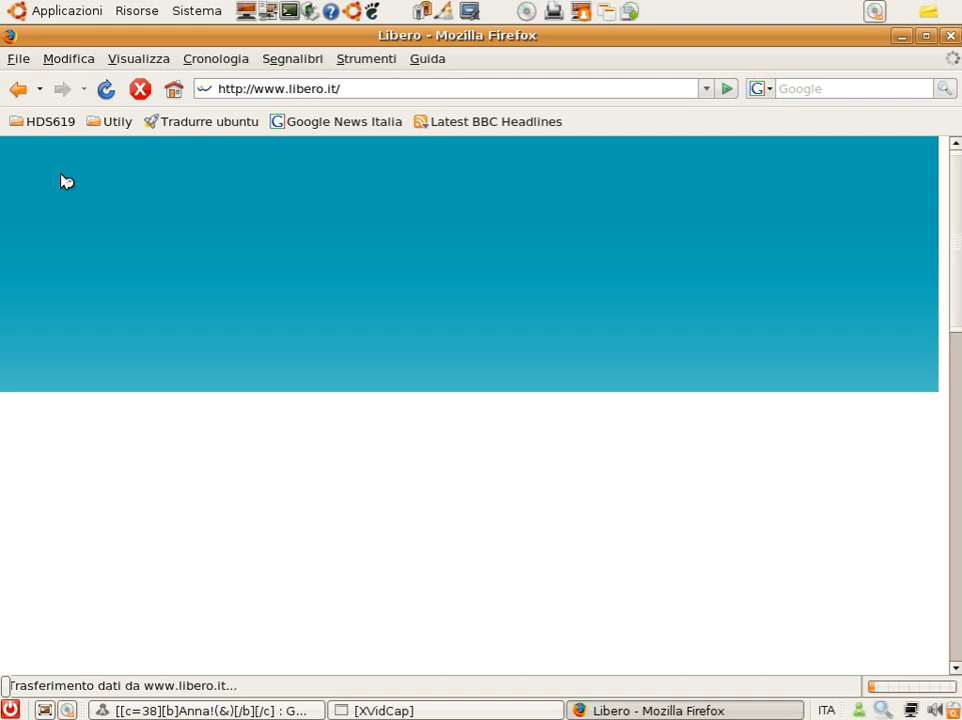 Applicazioni Risorse Sistema
Libero - Mozilla Firefox
File Modifica Visualizza Cronologia Segnalibri Strumenti Guida
http://www.libero.it/ G Google
HDS619 Utily Tradurre ubuntu G Google News Italia Latest BBC Headlines
Trasferimento dati da www.libero.it...
[[c=38][b]Anna!(&)[/b][/c] : G... [XVidCap] Libero - Mozilla Firefox ITA